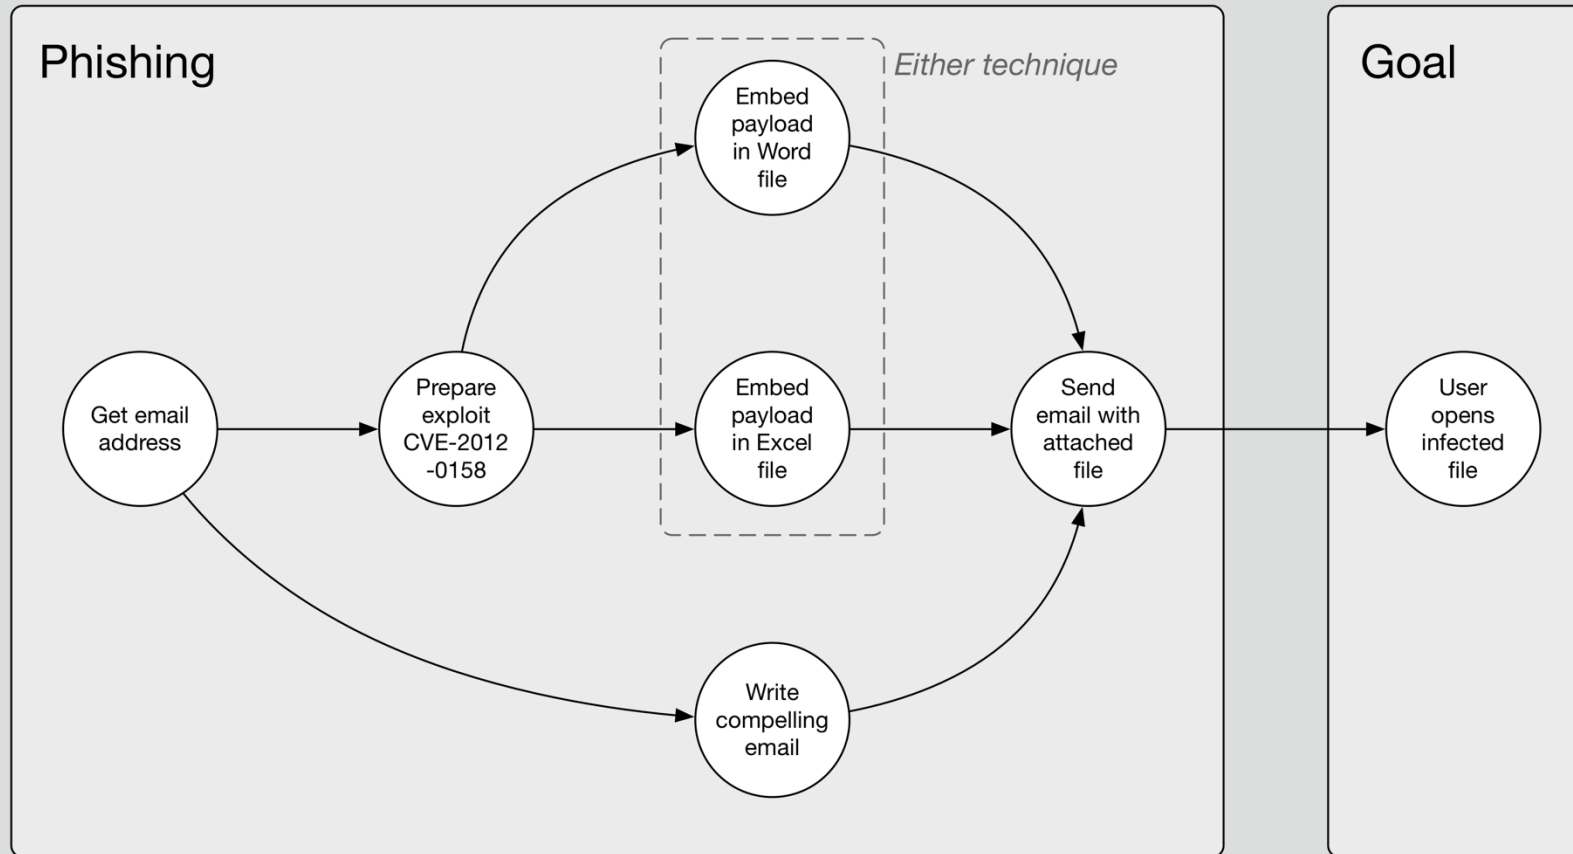 Phishing
Either technique
Goal
Embed
payload
in Word
file
Get email
address
Prepare
exploit
CVE-2012
-0158
Embed
payload
in Excel
file
Send
email with
attached
file
User
opens
infected
file
Write
compelling
email